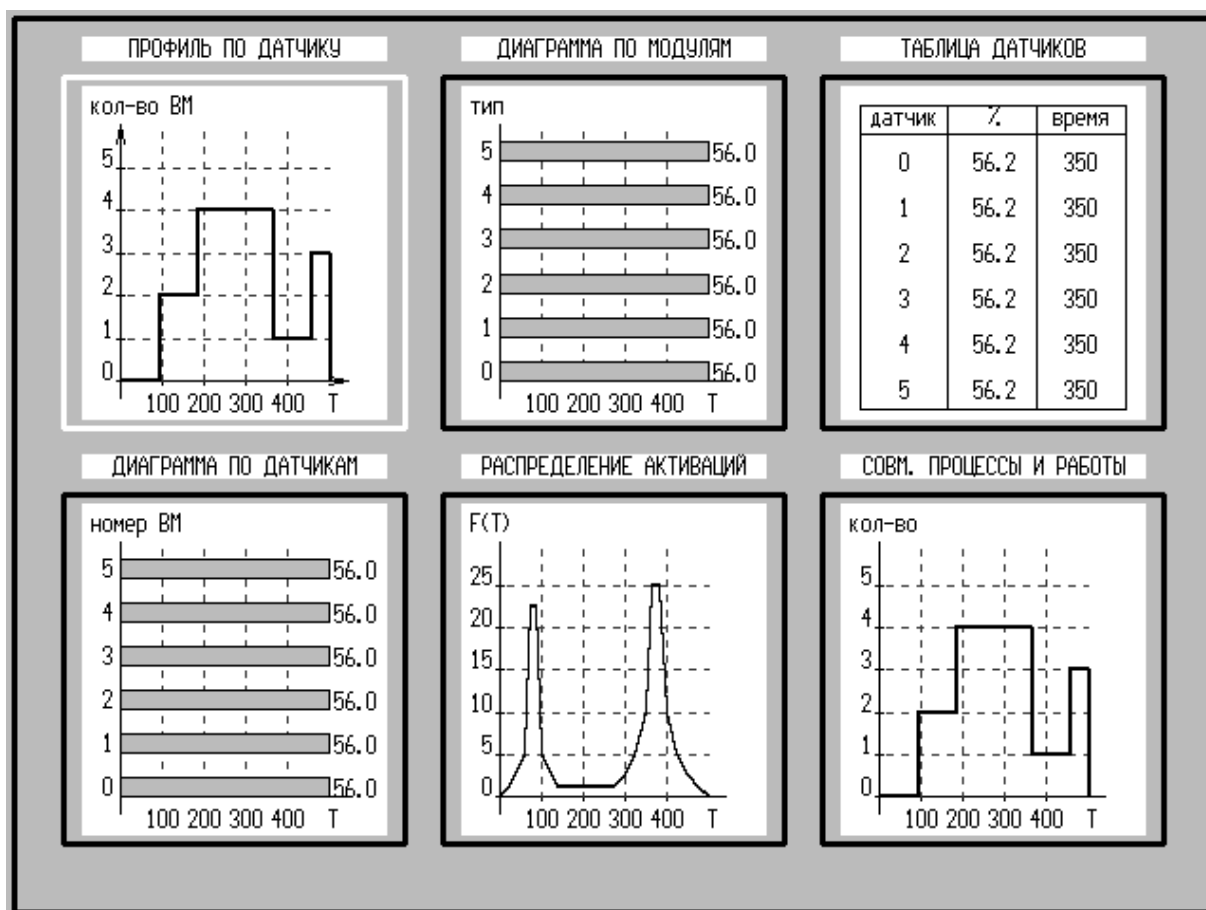 ПРОФИЛЬ ПО ДАТЧИКУ
кол-во ВМ
5
4
3
2
1
0
100 200 300 400 T
ДИАГРАММА ПО МОДУЛЯМ
тип
5 56.0
4 56.0
3 56.0
2 56.0
1 56.0
0 56.0
100 200 300 400 T
ТАБЛИЦА ДАТЧИКОВ
датчик % время
0 56.2 350
1 56.2 350
2 56.2 350
3 56.2 350
4 56.2 350
5 56.2 350
ДИАГРАММА ПО ДАТЧИКАМ
номер ВМ
5 56.0
4 56.0
3 56.0
2 56.0
1 56.0
0 56.0
100 200 300 400 T
РАСПРЕДЕЛЕНИЕ АКТИВАЦИЙ
F(T)
25
20
15
10
5
0
100 200 300 400 T
СОВМ. ПРОЦЕССЫ И РАБОТЫ
кол-во
5
4
3
2
1
0
100 200 300 400 T